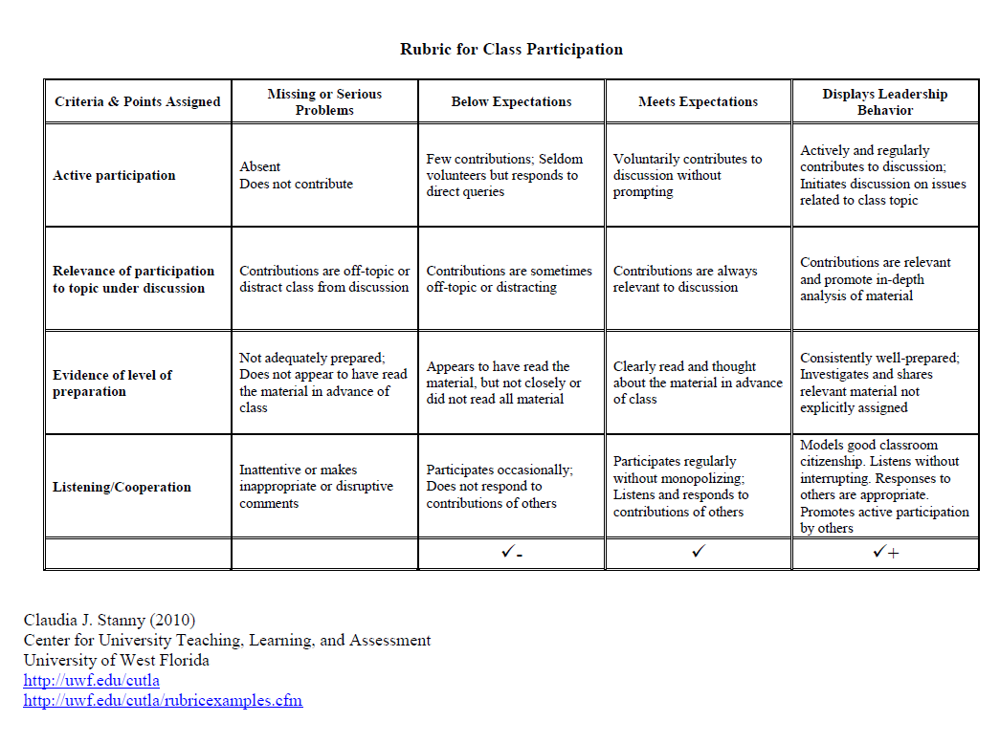 Rubric for Class Participation
Criteria & Points Assigned
Missing or Serious
Problems
Below Expectations
Meets Expectations
Displays Leadership
Behavior
Active participation
Absent
Does not contribute
Few contributions; Seldom
volunteers but responds to
direct queries
Voluntarily contributes to
discussion without
prompting
Actively and regularly
contributes to discussion;
Initiates discussion on issues
related to class topic
Relevance of participation
to topic under discussion
Contributions are off-topic or
distract class from discussion
Contributions are sometimes
off-topic or distracting
Contributions are always
relevant to discussion
Contributions are relevant
and promote in-depth
analysis of material
Evidence of level of
preparation
Not adequately prepared;
Does not appear to have read
the material in advance of
class
Appears to have read the
material, but not closely or
did not read all material
Clearly read and thought
about the material in advance
of class
Consistently well-prepared;
Investigates and shares
relevant material not
explicitly assigned
Listening/Cooperation
Inattentive or makes
inappropriate or disruptive
comments
Participates occasionally;
Does not respond to
contributions of others
Participates regularly
without monopolizing;
Listens and responds to
contributions of others
Models good classroom
citizenship. Listens without
interrupting. Responses to
others are appropriate.
Promotes active participation
by others
✓-
✓
✓+
Claudia J. Stanny (2010)
Center for University Teaching, Learning, and Assessment
University of West Florida
http://uwf.edu/cutla
http://uwf.edu/cutla/rubricexamples.cfm